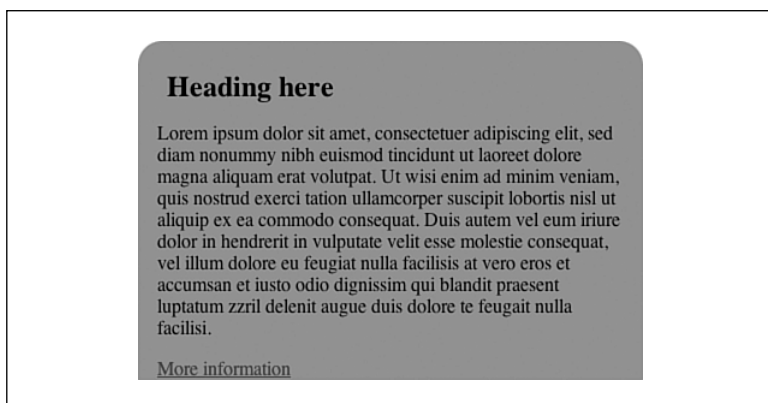 Heading here
Lorem ipsum dolor sit amet, consectetuer adipiscing elit, sed
diam nonummy nibh euismod tincidunt ut laoreet dolore
magna aliquam erat volutpat. Ut wisi enim ad minim veniam,
quis nostrud exerci tation ullamcorper suscipit lobortis nisl ut
aliquip ex ea commodo consequat. Duis autem vel eum iriure
dolor in hendrerit in vulputate velit esse molestie consequat,
vel illum dolore eu feugiat nulla facilisis at vero eros et
accumsan et iusto odio dignissim qui blandit praesent
luptatum zzril delenit augue duis dolore te feugait nulla
facilisi.
More information